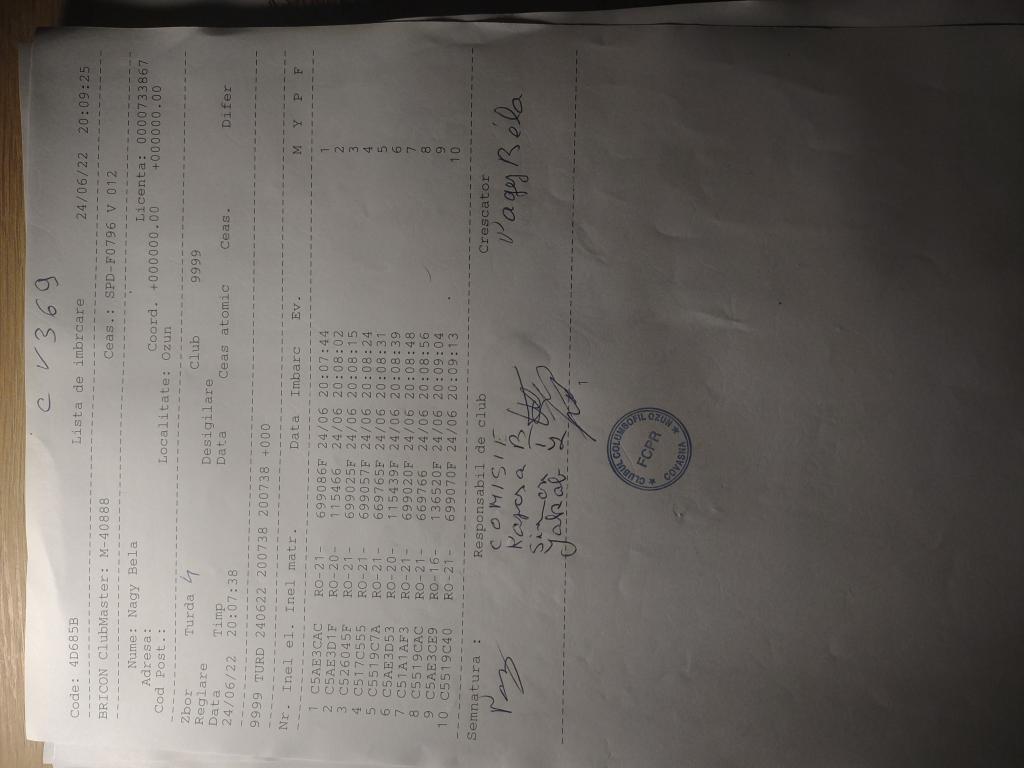 C V 369
Code: 4D685B Lista de imbrcare 24/06/22 20:09:25
BRICON ClubMaster: M-40888 Ceas.: SPD-F0796 V 012
Nume: Nagy Bela Licenta: 0000733867
Adresa: Coord. +000000.00 +000000.00
Cod Post.: Localitate: Ozun
Zbor Turda 4 Club 9999
Reglare Desigilare
Data Timp Data Ceas atomic Ceas. Difer
24/06/22 20:07:38
9999 TURD 240622 200738 200738 +000
Nr. Inel el. Inel matr. Data Imbarc Ev. M Y P F
1 C5AE3CAC RO-21- 699086F 24/06 20:07:44 1
2 C5AE3D1F RO-20- 115466 24/06 20:08:02 2
3 C526045F RO-21- 699025F 24/06 20:08:15 3
4 C517C555 RO-21- 699057F 24/06 20:08:24 4
5 C5519C7A RO-21- 669768F 24/06 20:08:31 5
6 C5AE3D53 RO-20- 115439F 24/06 20:08:39 6
7 C51A1AF3 RO-21- 699020F 24/06 20:08:48 7
8 C5519CAC RO-21- 669766 24/06 20:08:56 8
9 C5AE3CE9 RO-16- 136520F 24/06 20:09:04 9
10 C5519C40 RO-21- 699070F 24/06 20:09:13 10
Semnatura : Responsabil de club Crescator
COMISIE Nagy Béla
Simon
Jakab
1
CLUBUL COLUMBOFIL OZUN
FCPR
COVASNA